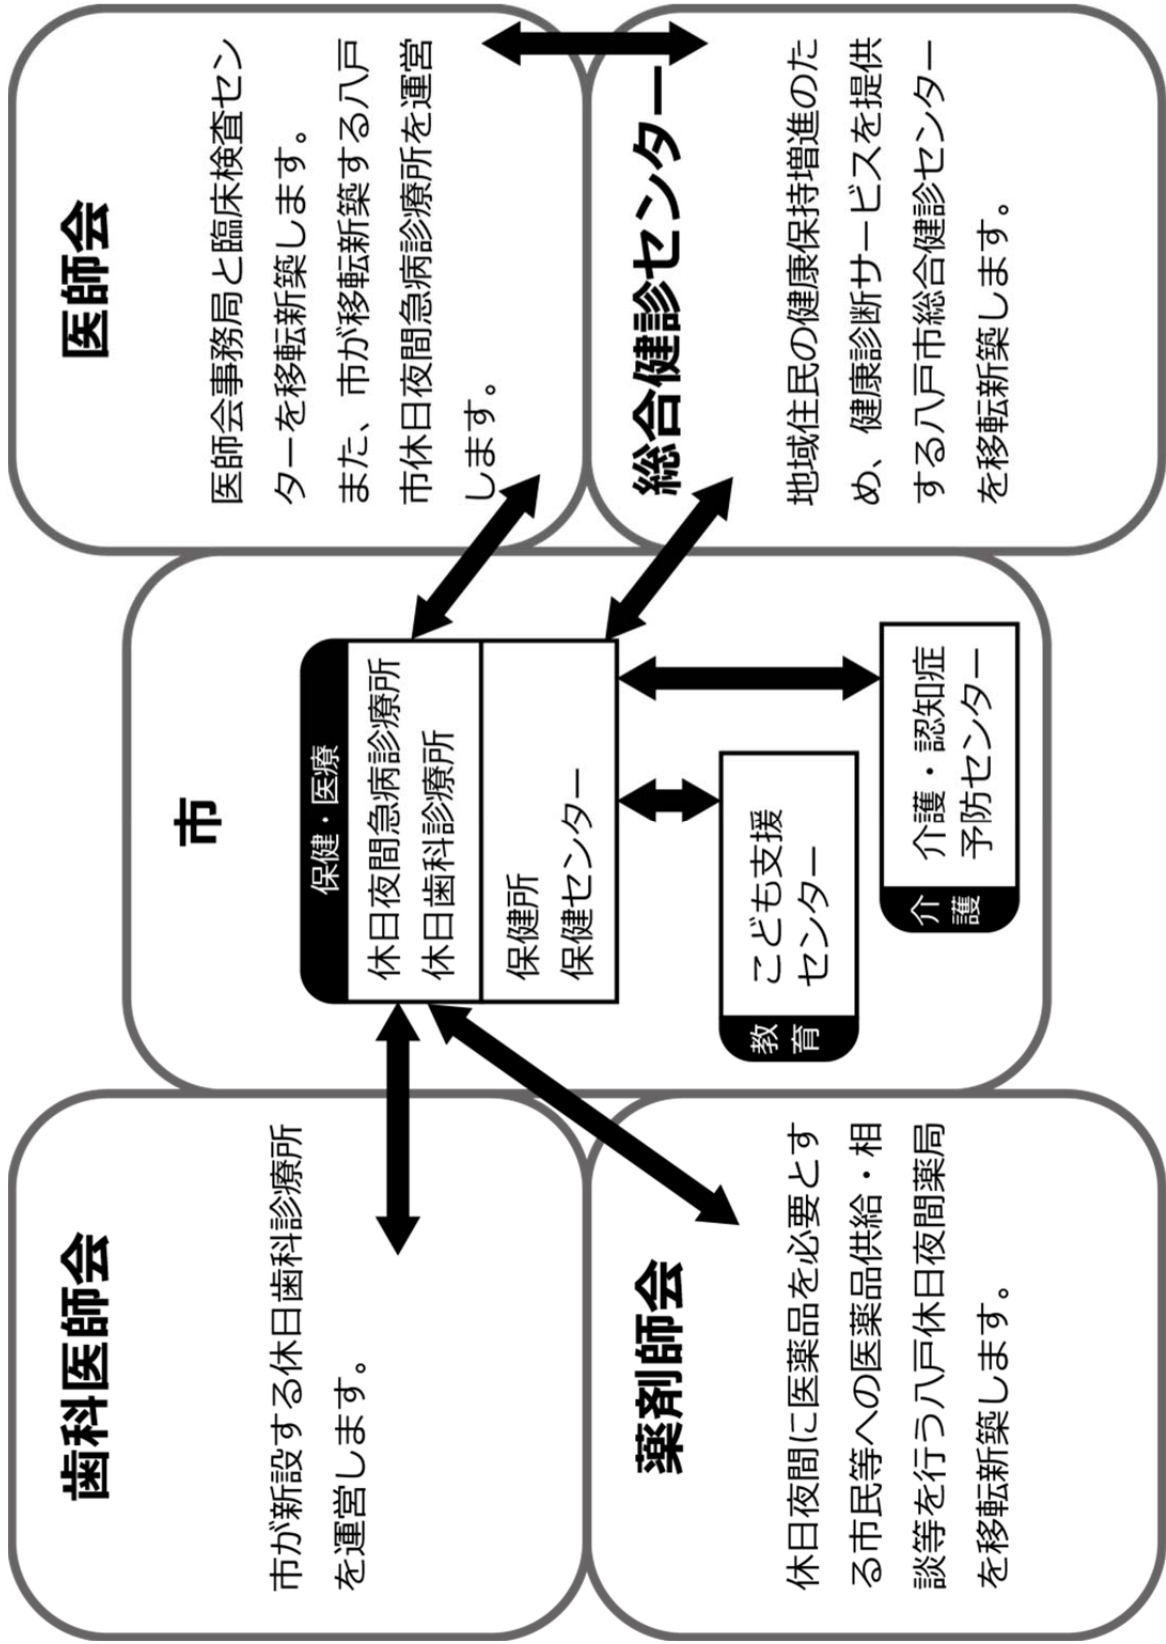 歯科医師会
市が新設する休日歯科診療所
を運営します。
薬剤師会
休日夜間に医薬品を必要とす
る市民等への医薬品供給・相
談等を行う八戸休日夜間薬局
を移転新築します。
市
保健・医療
休日夜間急病診療所
休日歯科診療所
保健所
保健センター
教育
こども支援
センター
介護
介護・認知症
予防センター
医師会
医師会事務局と臨床検査セン
ターを移転新築します。
また、市が移転新築する八戸
市休日夜間急病診療所を運営
します。
総合健診センター
地域住民の健康保持増進のた
め、健康診断サービスを提供
する八戸市総合健診センター
を移転新築します。